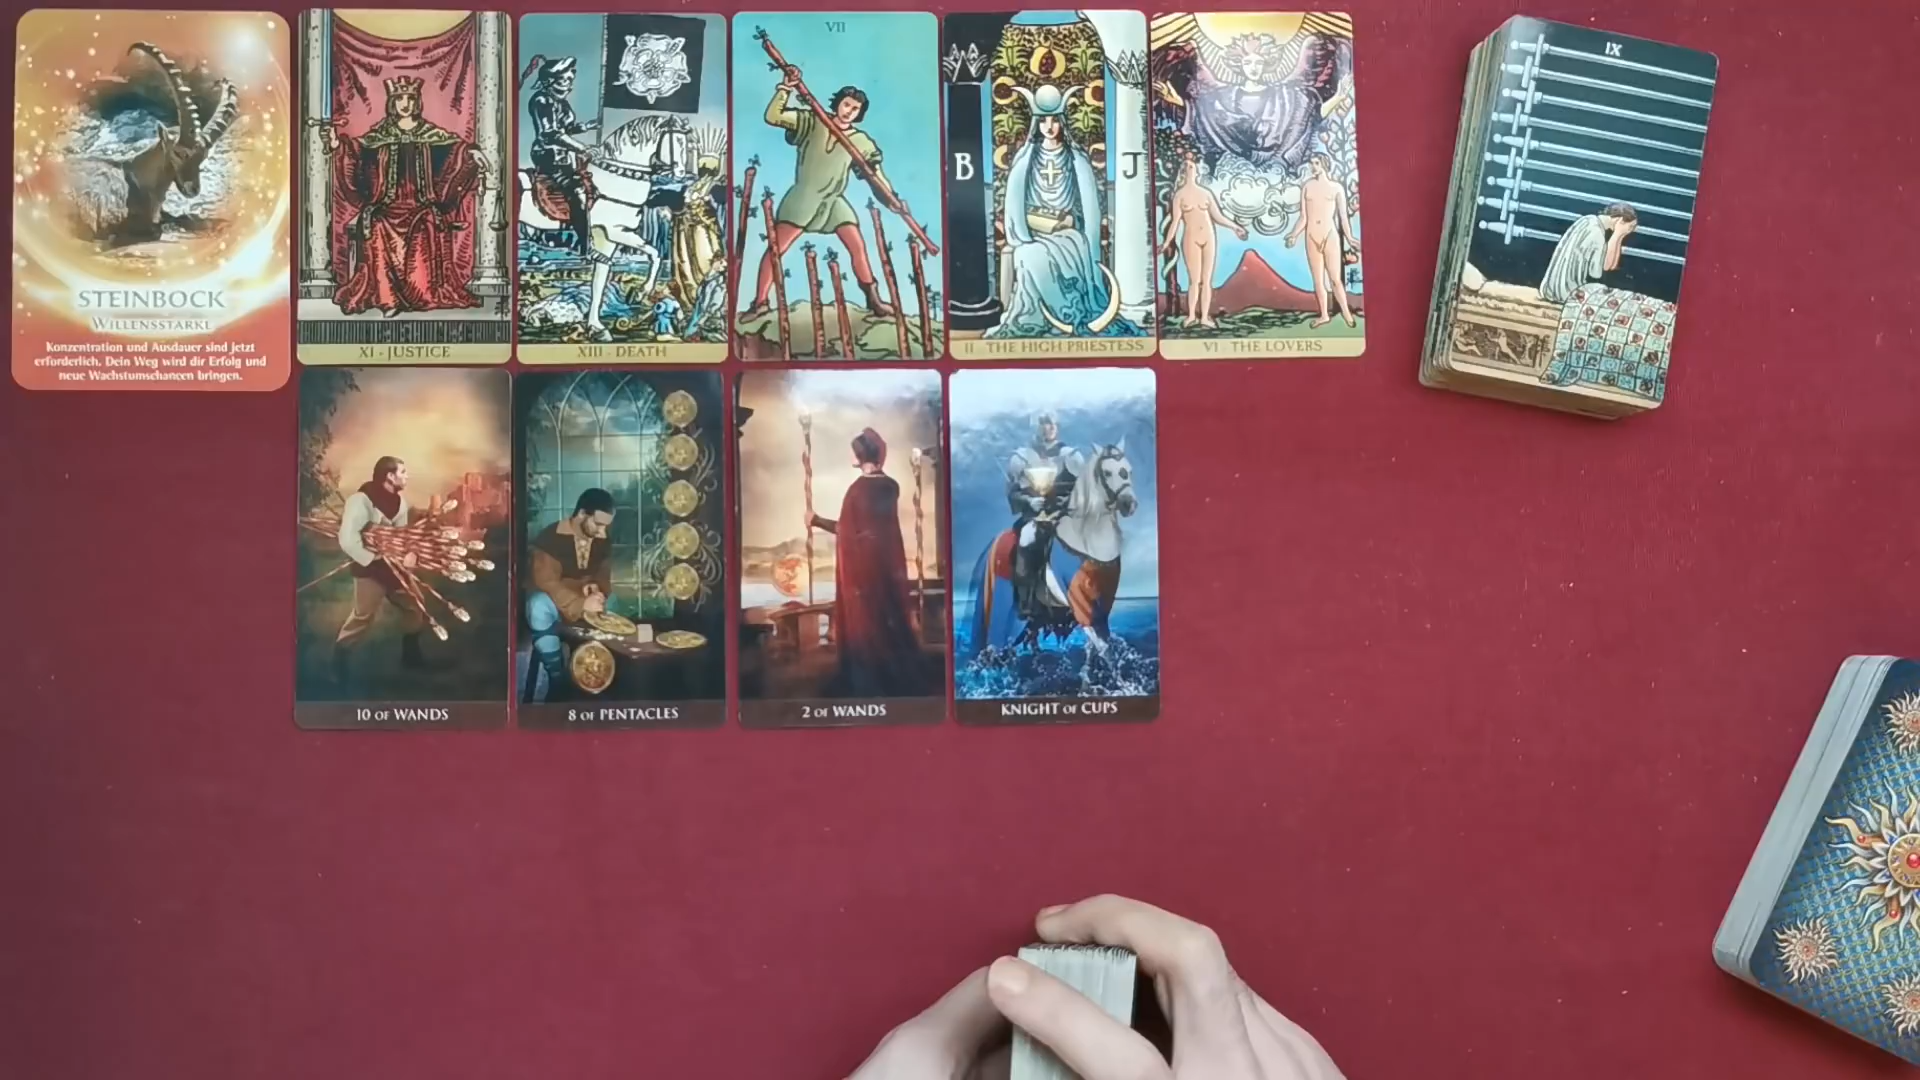 STEINBOCK
WILLENSSTÄRKE
Konzentration und Ausdauer sind jetzt
erforderlich. Dein Weg wird dir Erfolg und
neue Wachstumschancen bringen.
XI - JUSTICE
XIII - DEATH
VII
B
J
II - THE HIGH PRIESTESS
VI - THE LOVERS
IX
10 OF WANDS
8 OF PENTACLES
2 OF WANDS
KNIGHT OF CUPS